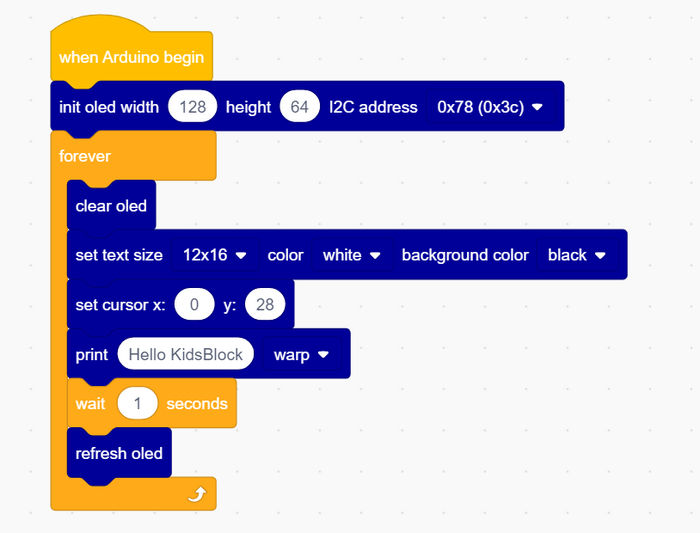 when Arduino begin
init oled width 128 height 64 I2C address 0x78 (0x3c)
forever
clear oled
set text size 12x16 color white background color black
set cursor x: 0 y: 28
print Hello KidsBlock warp
wait 1 seconds
refresh oled